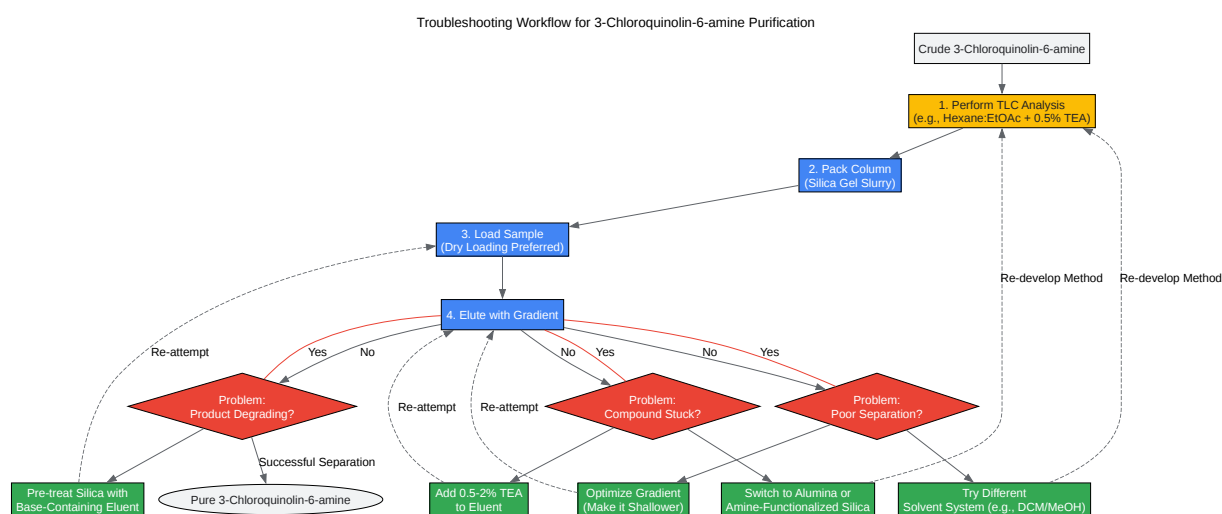 Troubleshooting Workflow for 3-Chloroquinolin-6-amine Purification
Crude 3-Chloroquinolin-6-amine
1. Perform TLC Analysis
(e.g., Hexane:EtOAc + 0.5% TEA)
2. Pack Column
(Silica Gel Slurry)
3. Load Sample
(Dry Loading Preferred)
Re-develop Method
Re-develop Method
4. Elute with Gradient
Re-attempt
Yes
No
No
Yes
No
Yes
Problem:
Product Degrading?
Re-attempt
Re-attempt
Problem:
Compound Stuck?
Problem:
Poor Separation?
Successful Separation
Pre-treat Silica with
Base-Containing Eluent
Pure 3-Chloroquinolin-6-amine
Add 0.5-2% TEA
to Eluent
Optimize Gradient
(Make it Shallower)
Switch to Alumina or
Amine-Functionalized Silica
Try Different
Solvent System (e.g., DCM/MeOH)